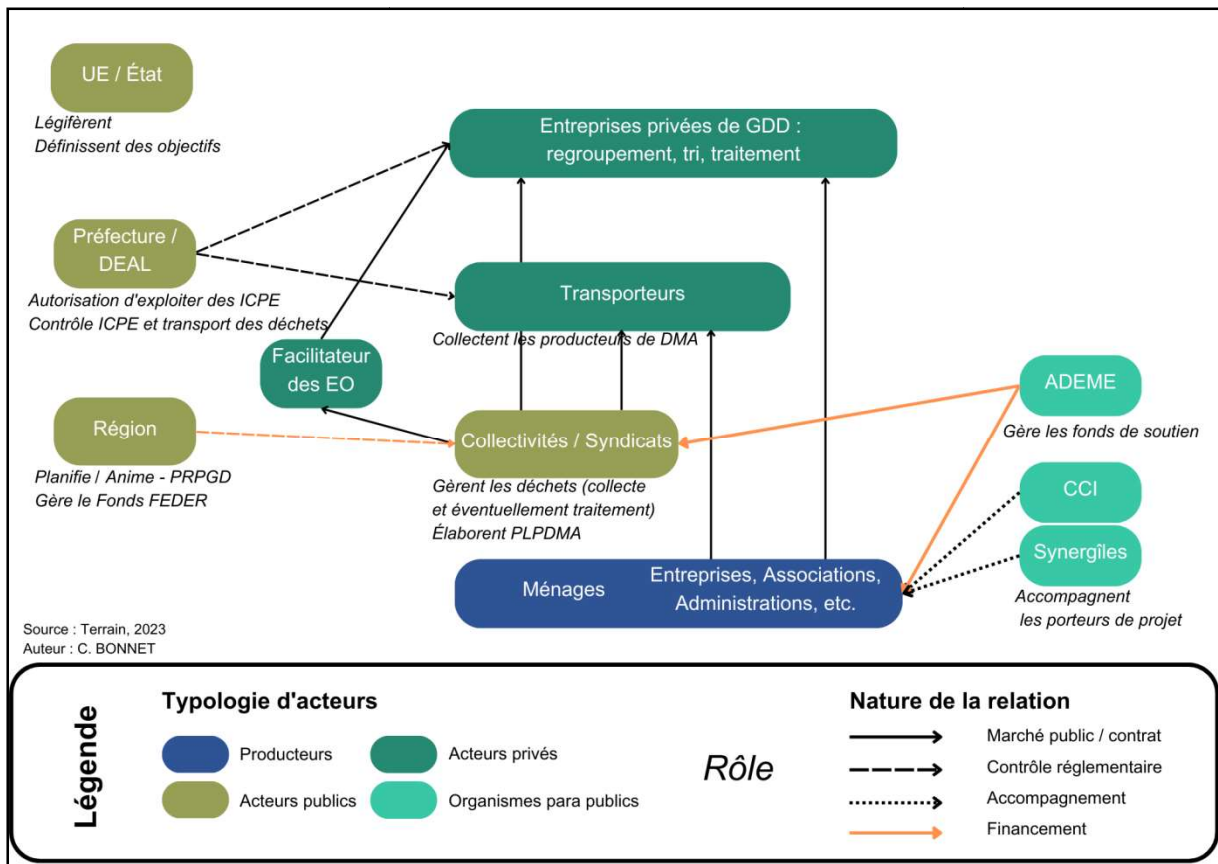 UE / État
Légifèrent
Définissent des objectifs
Entreprises privées de GDD :
regroupement, tri, traitement
Préfecture /
DEAL
Autorisation d'exploiter des ICPE
Contrôle ICPE et transport des déchets
Transporteurs
Collectent les producteurs de DMA
Facilitateur
des EO
ADEME
Gère les fonds de soutien
Région
Planifie / Anime - PRPGD
Gère le Fonds FEDER
Collectivités / Syndicats
Gèrent les déchets (collecte
et éventuellement traitement)
Élaborent PLPDMA
CCI
Synergîles
Accompagnent
les porteurs de projet
Ménages
Entreprises, Associations,
Administrations, etc.
Source : Terrain, 2023
Auteur : C. BONNET
Légende
Typologie d'acteurs
Producteurs
Acteurs privés
Acteurs publics
Organismes para publics
Rôle
Nature de la relation
Marché public / contrat
Contrôle réglementaire
Accompagnement
Financement